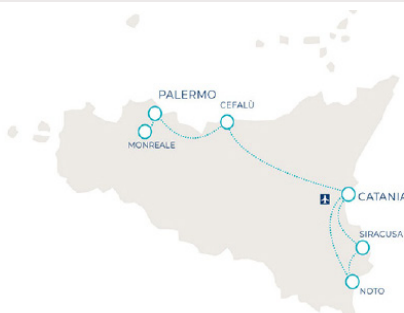 PALERMO
CEFALÙ
MONREALE
CATANIA
SIRACUSA
NOTO